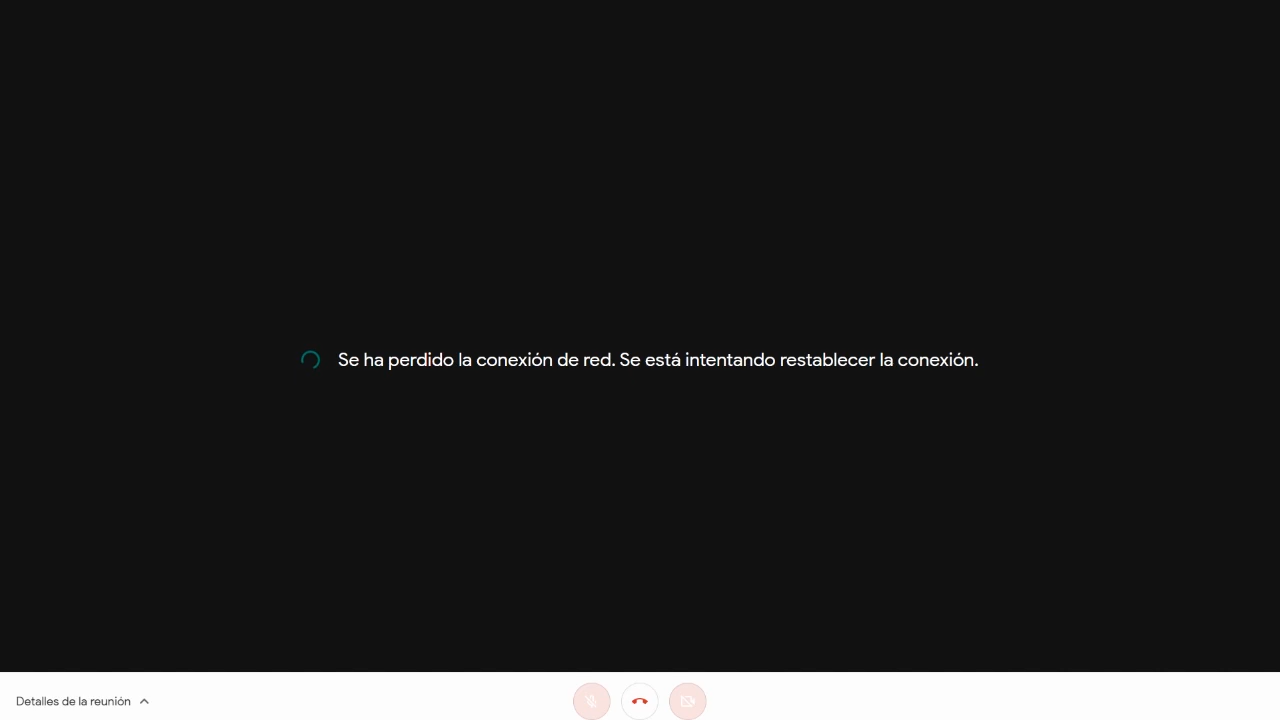 Se ha perdido la conexión de red. Se está intentando restablecer la conexión.
Detalles de la reunión